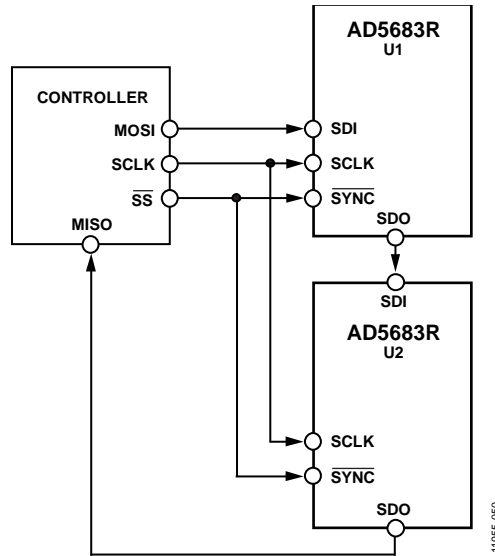 AD5683R
U1
CONTROLLER
MOSI
SCLK
SS
MISO
SDI
SCLK
SYNC
SDO
SDI
AD5683R
U2
SCLK
SYNC
SDO